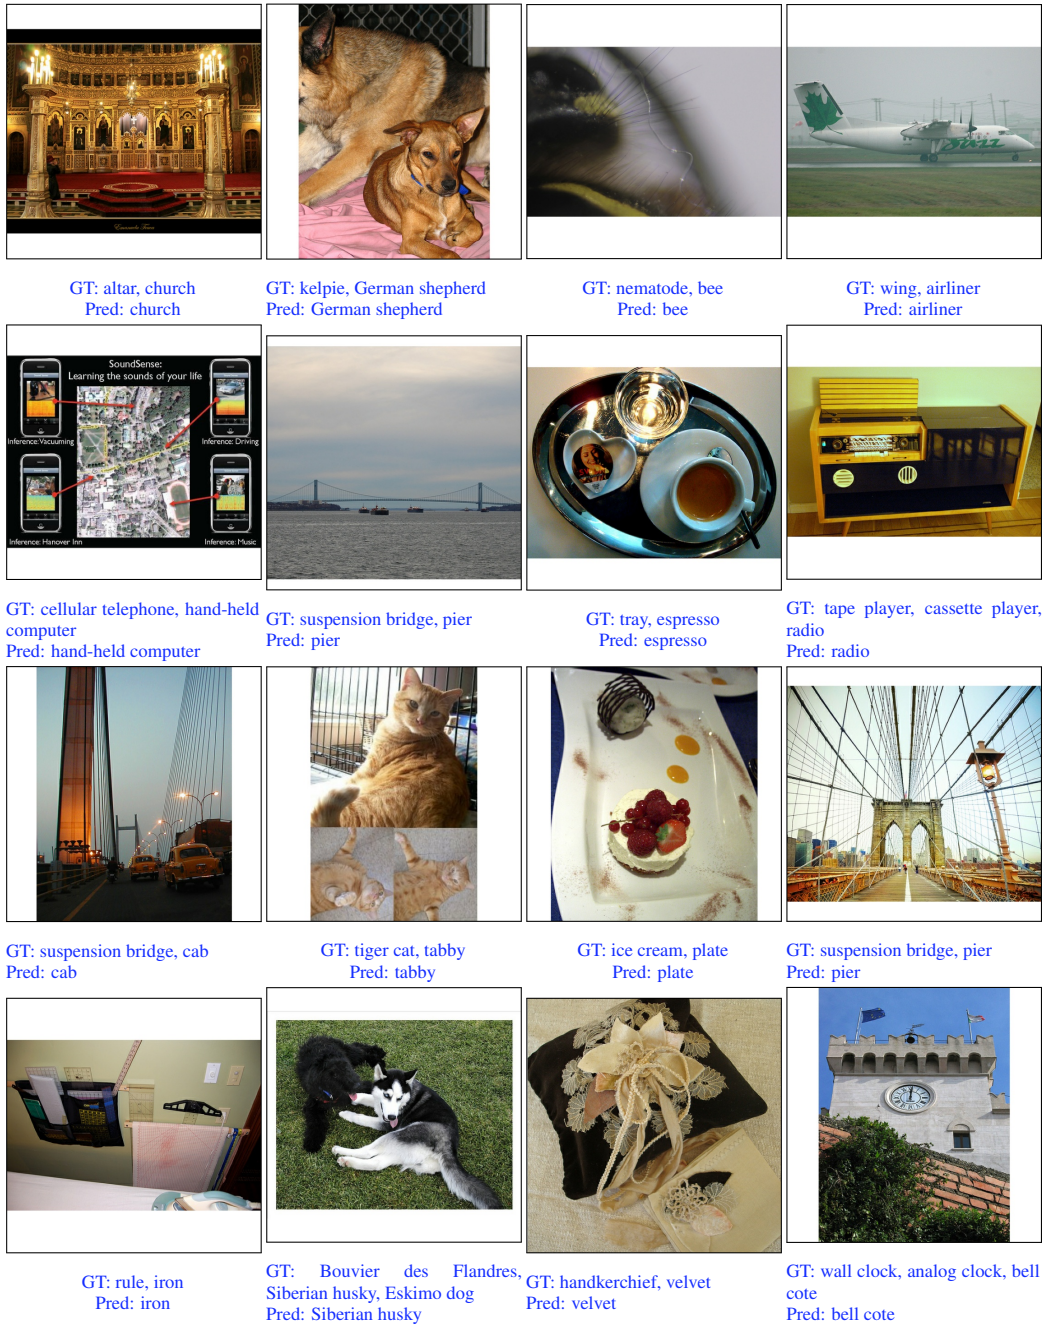 Emanuele Toscano
GT: altar, church
Pred: church
GT: kelpie, German shepherd
Pred: German shepherd
GT: nematode, bee
Pred: bee
Jazz
GT: wing, airliner
Pred: airliner
SoundSense:
Learning the sounds of your life
Inference: Vacuuming
Inference: Driving
Inference: Hanover Inn
Inference: Music
GT: cellular telephone, hand-held
computer
Pred: hand-held computer
GT: suspension bridge, pier
Pred: pier
GT: tray, espresso
Pred: espresso
GT: tape player, cassette player,
radio
Pred: radio
GT: suspension bridge, cab
Pred: cab
GT: tiger cat, tabby
Pred: tabby
GT: ice cream, plate
Pred: plate
GT: suspension bridge, pier
Pred: pier
GT: rule, iron
Pred: iron
GT: Bouvier des Flandres,
Siberian husky, Eskimo dog
Pred: Siberian husky
GT: handkerchief, velvet
Pred: velvet
GT: wall clock, analog clock, bell
cote
Pred: bell cote